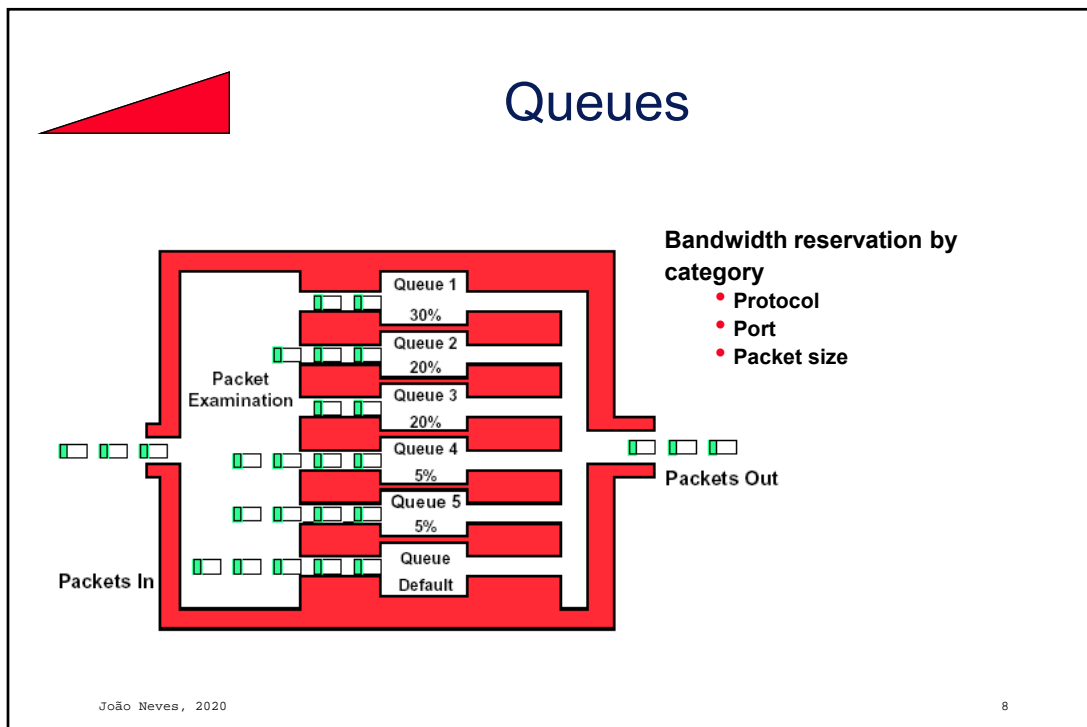 Queues
Bandwidth reservation by
category
• Protocol
• Port
• Packet size
Queue 1
30%
Queue 2
20%
Queue 3
20%
Queue 4
5%
Queue 5
5%
Queue
Default
Packet
Examination
Packets In
Packets Out
João Neves, 2020
8